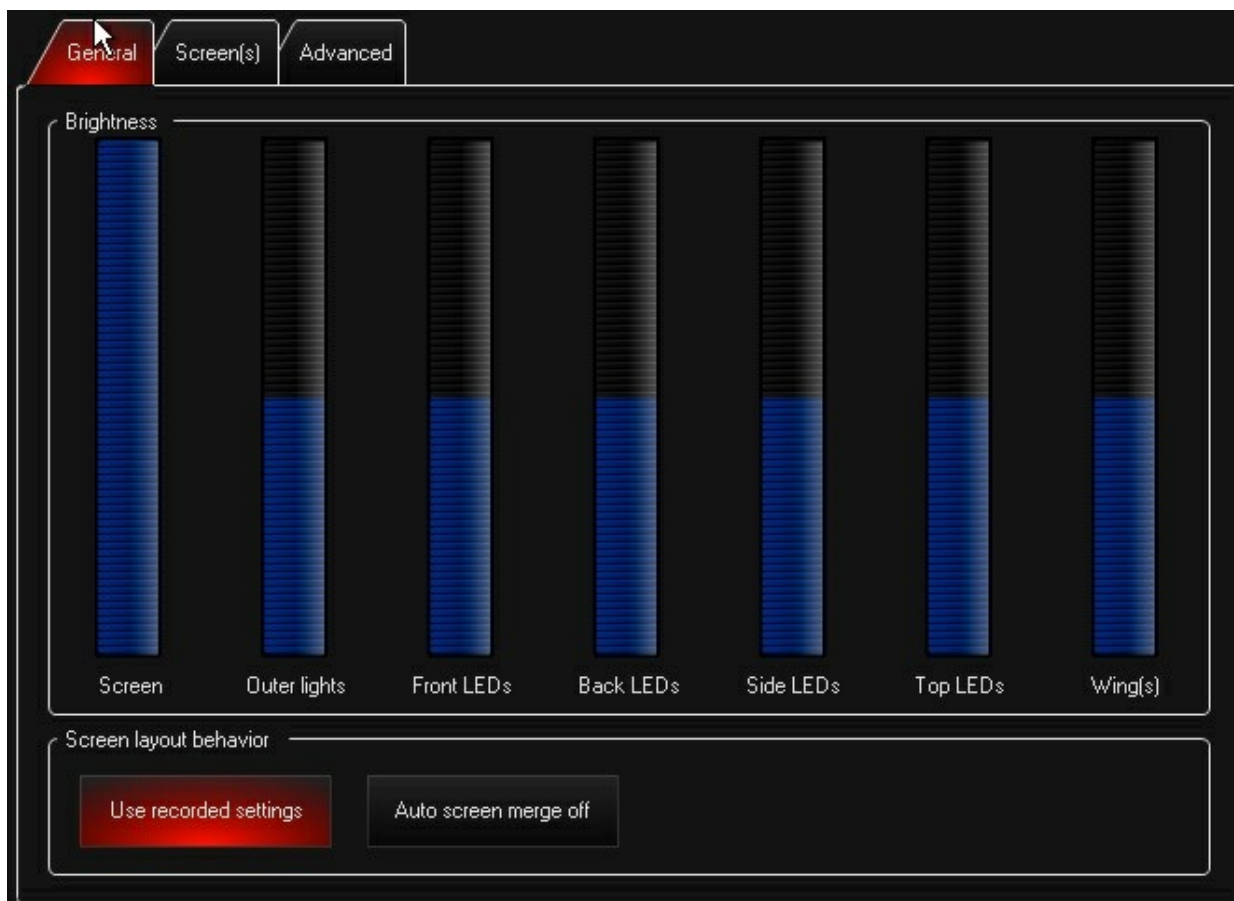 General
Screen(s)
Advanced
Brightness
Screen
Outer lights
Front LEDs
Back LEDs
Side LEDs
Top LEDs
Wing(s)
Screen layout behavior
Use recorded settings
Auto screen merge off